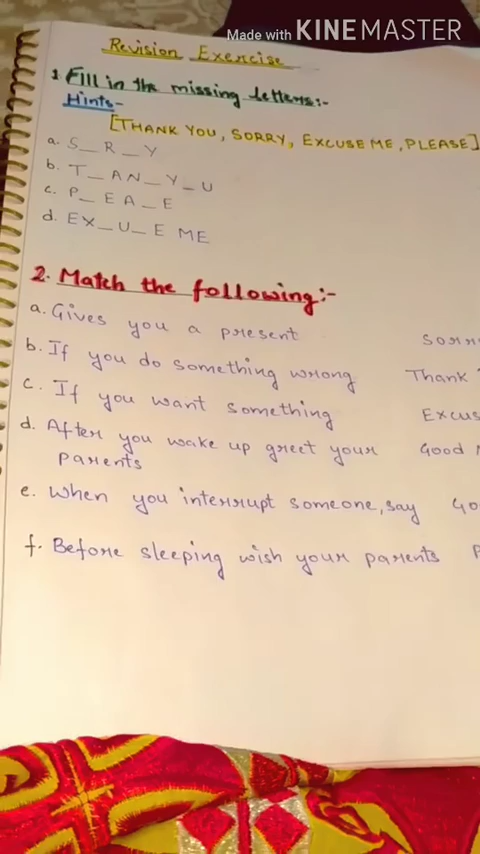 Made with KINEMASTER
Revision Exercise
1. Fill in the missing letters:-
Hints-
[THANK YOU, SORRY, EXCUSE ME, PLEASE]
a. S_R_Y
b. T_AN_Y_U
c. P_EA_E
d. EX_U_E ME
2. Match the following:-
a. Gives you a present
b. If you do something wrong Thank
c. If you want something
d. After you wake up greet your Good
parents
e. When you interrupt someone, say
f. Before sleeping wish your parents